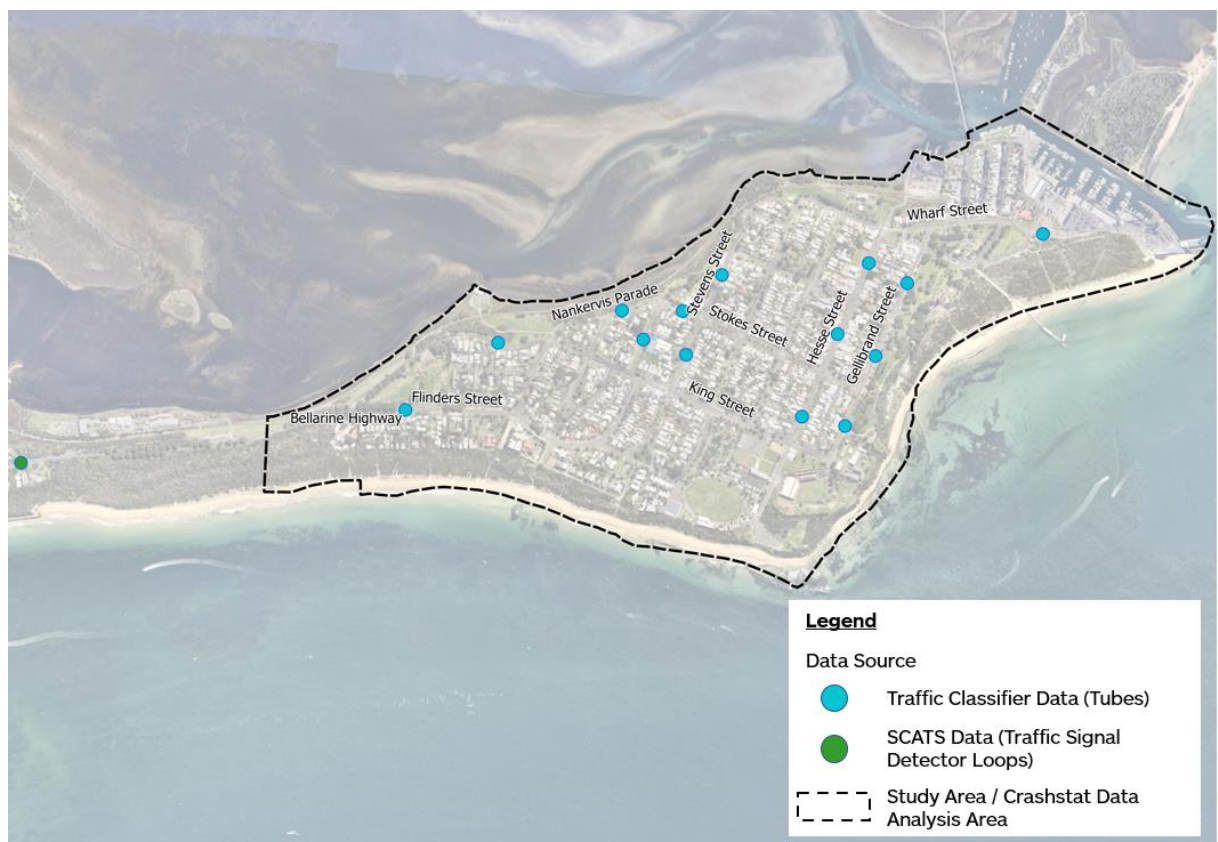 Wharf Street
Stevens Street
Nankervis Parade
Stokes Street
Hesse Street
Gellibrand Street
King Street
Flinders Street
Bellarine Highway
Legend
Data Source
Traffic Classifier Data (Tubes)
SCATS Data (Traffic Signal
Detector Loops)
Study Area / Crashstat Data
Analysis Area